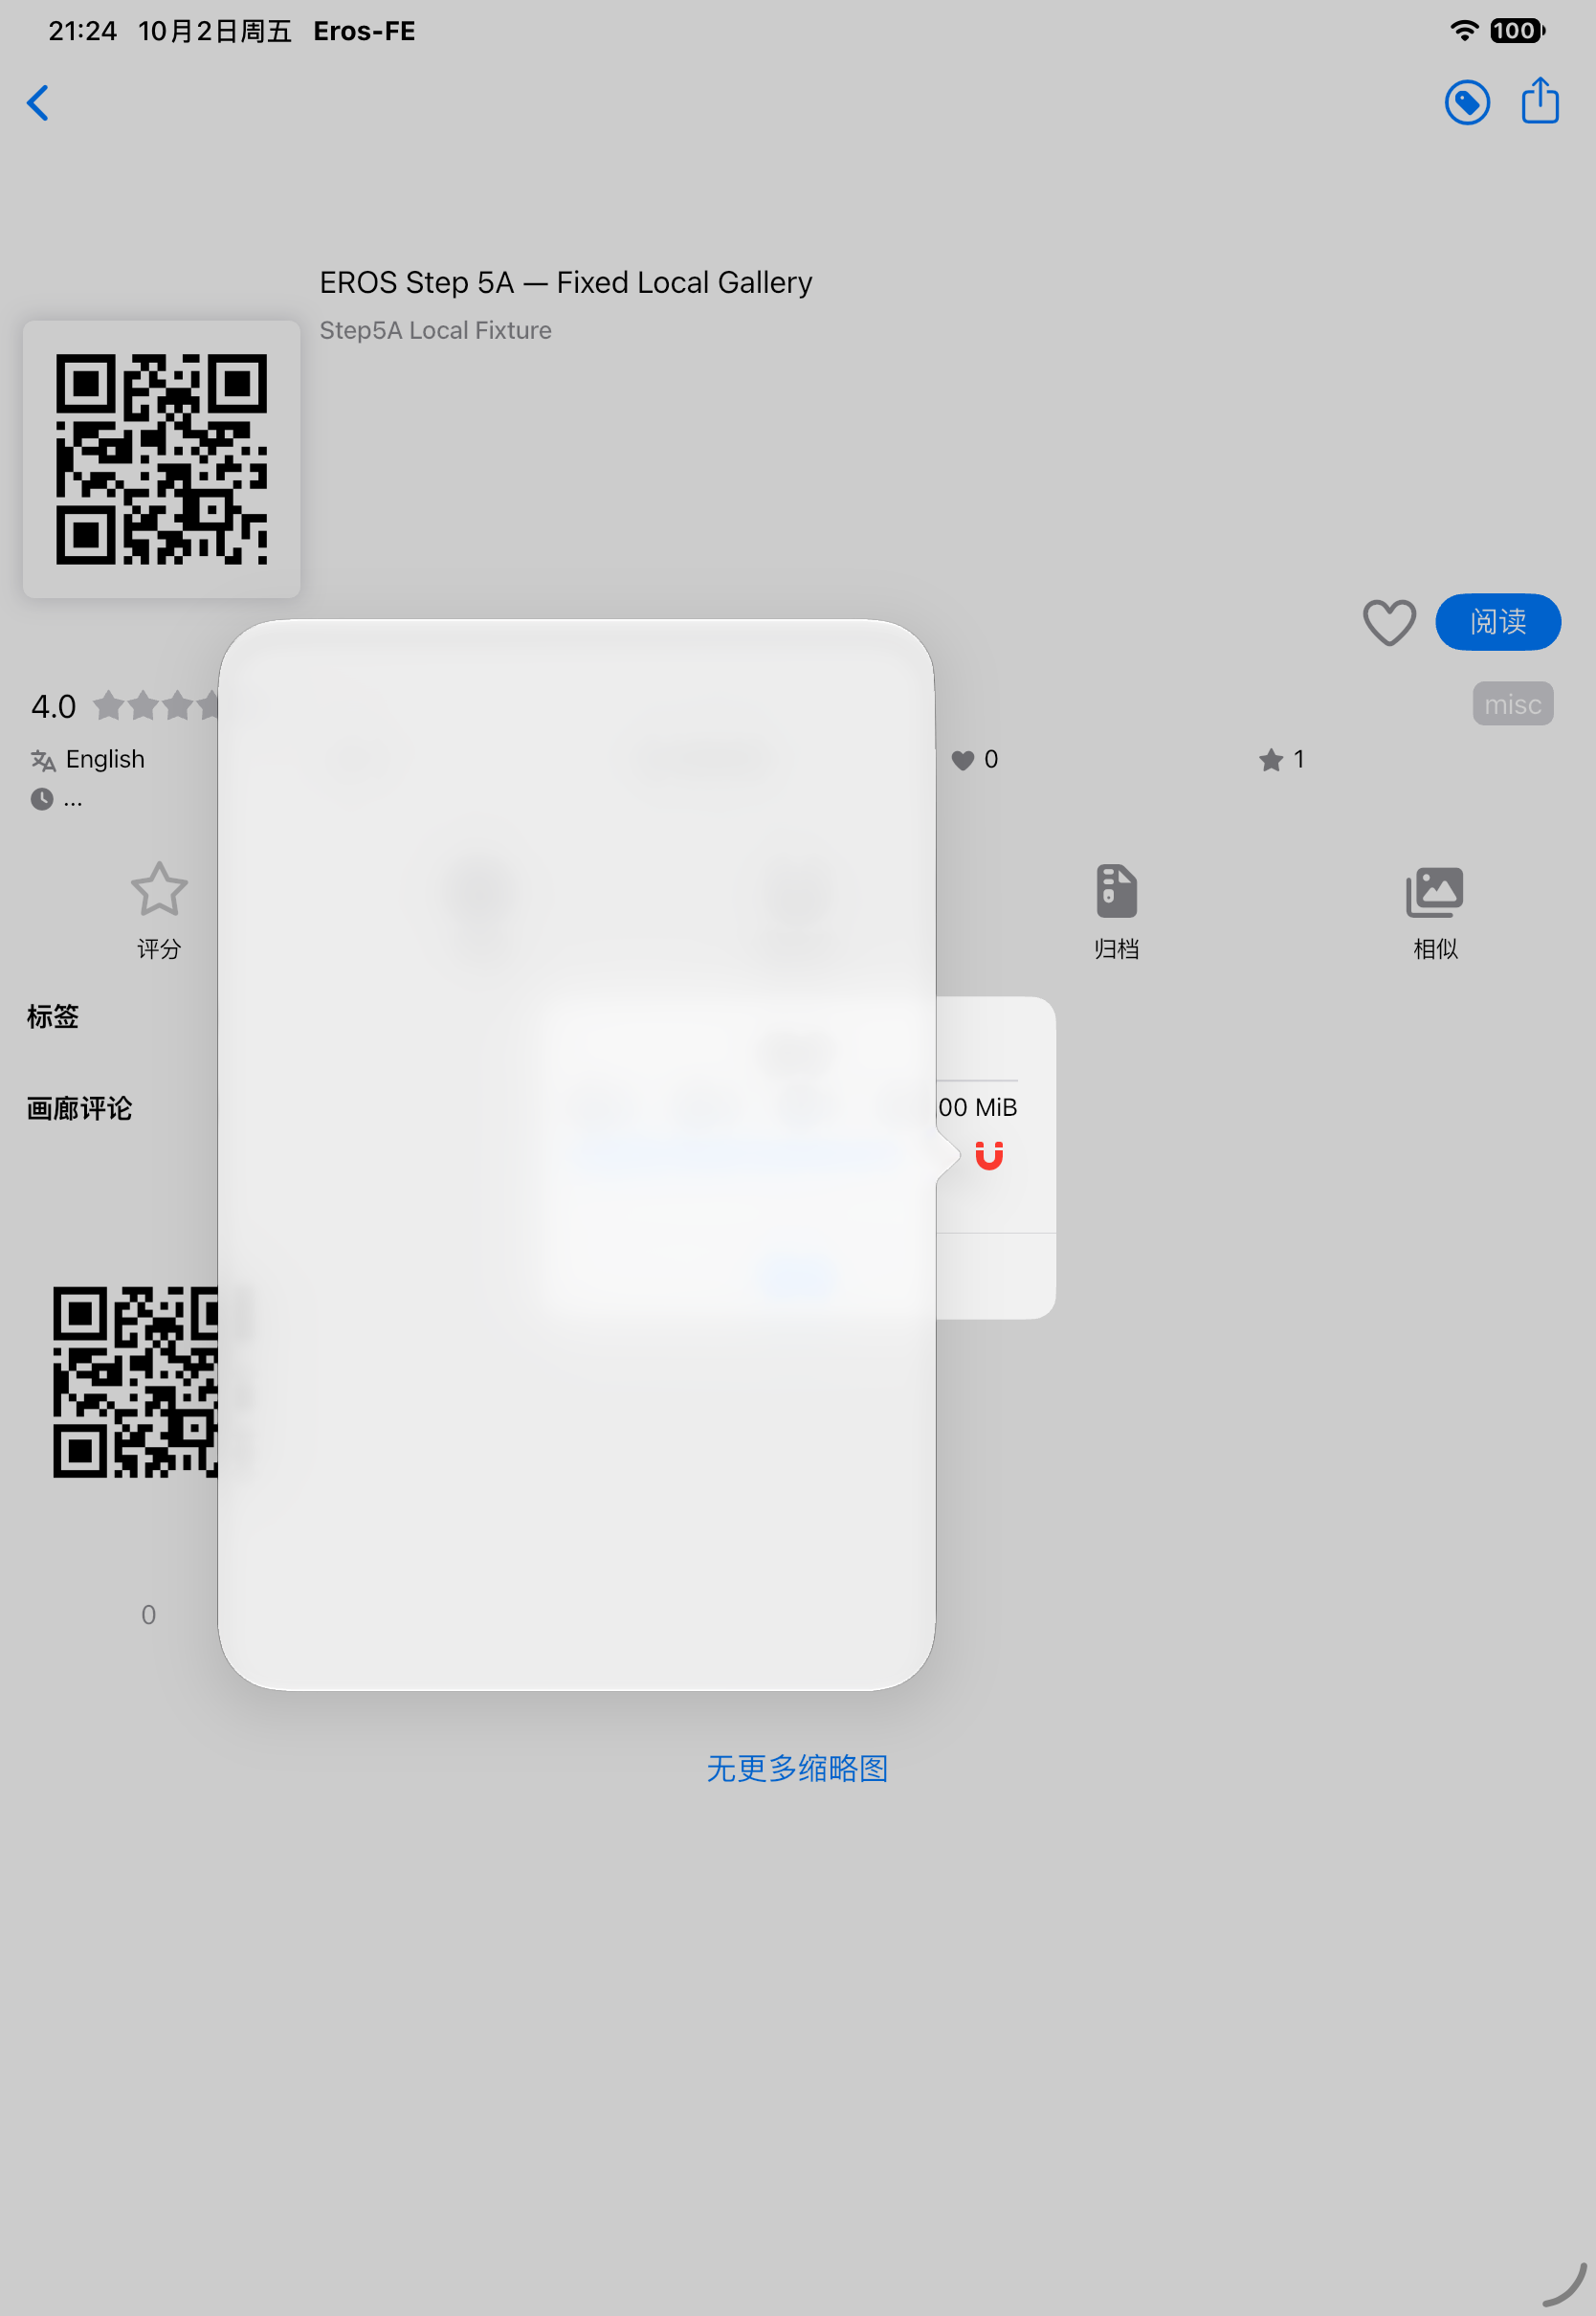 21:24 10月2日周五 Eros-FE
100
EROS Step 5A — Fixed Local Gallery
Step5A Local Fixture
阅读
4.0
misc
English
0
1
...
评分
归档
相似
标签
画廊评论
00 MiB
0
无更多缩略图